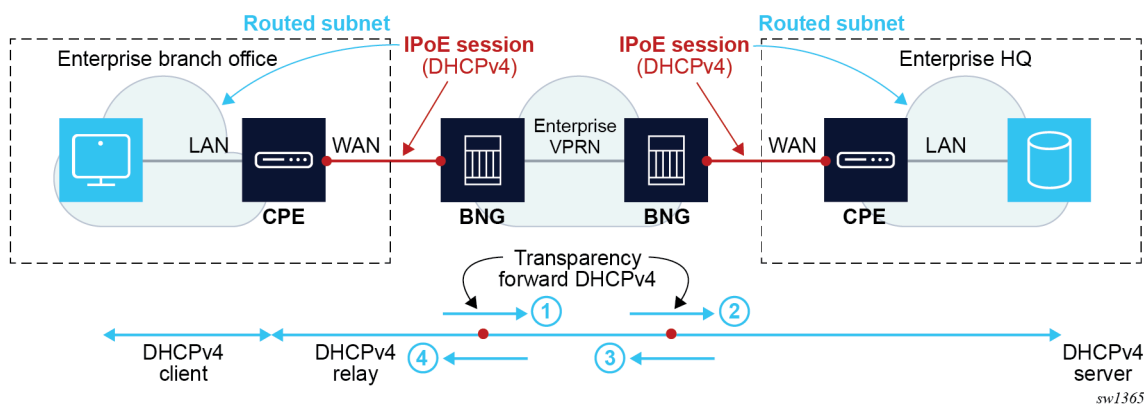 Routed subnet
IPoE session
(DHCPv4)
IPoE session
(DHCPv4)
Routed subnet
Enterprise branch office
Enterprise HQ
LAN
WAN
Enterprise
VPRN
WAN
LAN
CPE
BNG
BNG
CPE
Transparency
forward DHCPv4
1
2
4
3
DHCPv4
client
DHCPv4
relay
DHCPv4
server
sw1365